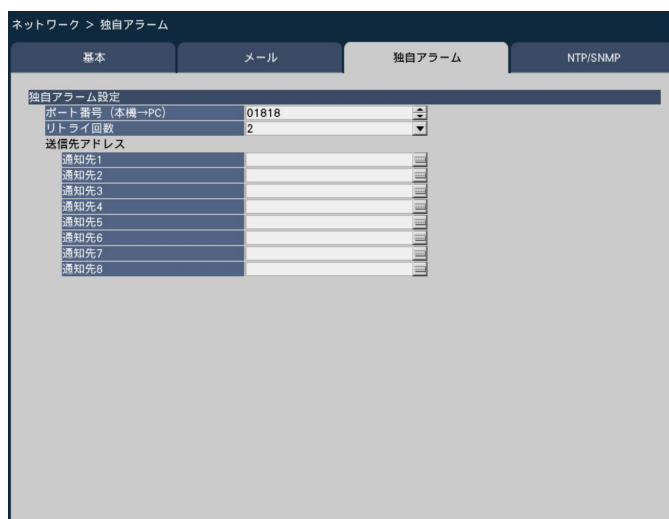 ネットワーク > 独自アラーム
基本 メール 独自アラーム NTP/SNMP
独自アラーム設定
ポート番号（本機→PC） 01818
リトライ回数 2
送信先アドレス
通知先1
通知先2
通知先3
通知先4
通知先5
通知先6
通知先7
通知先8